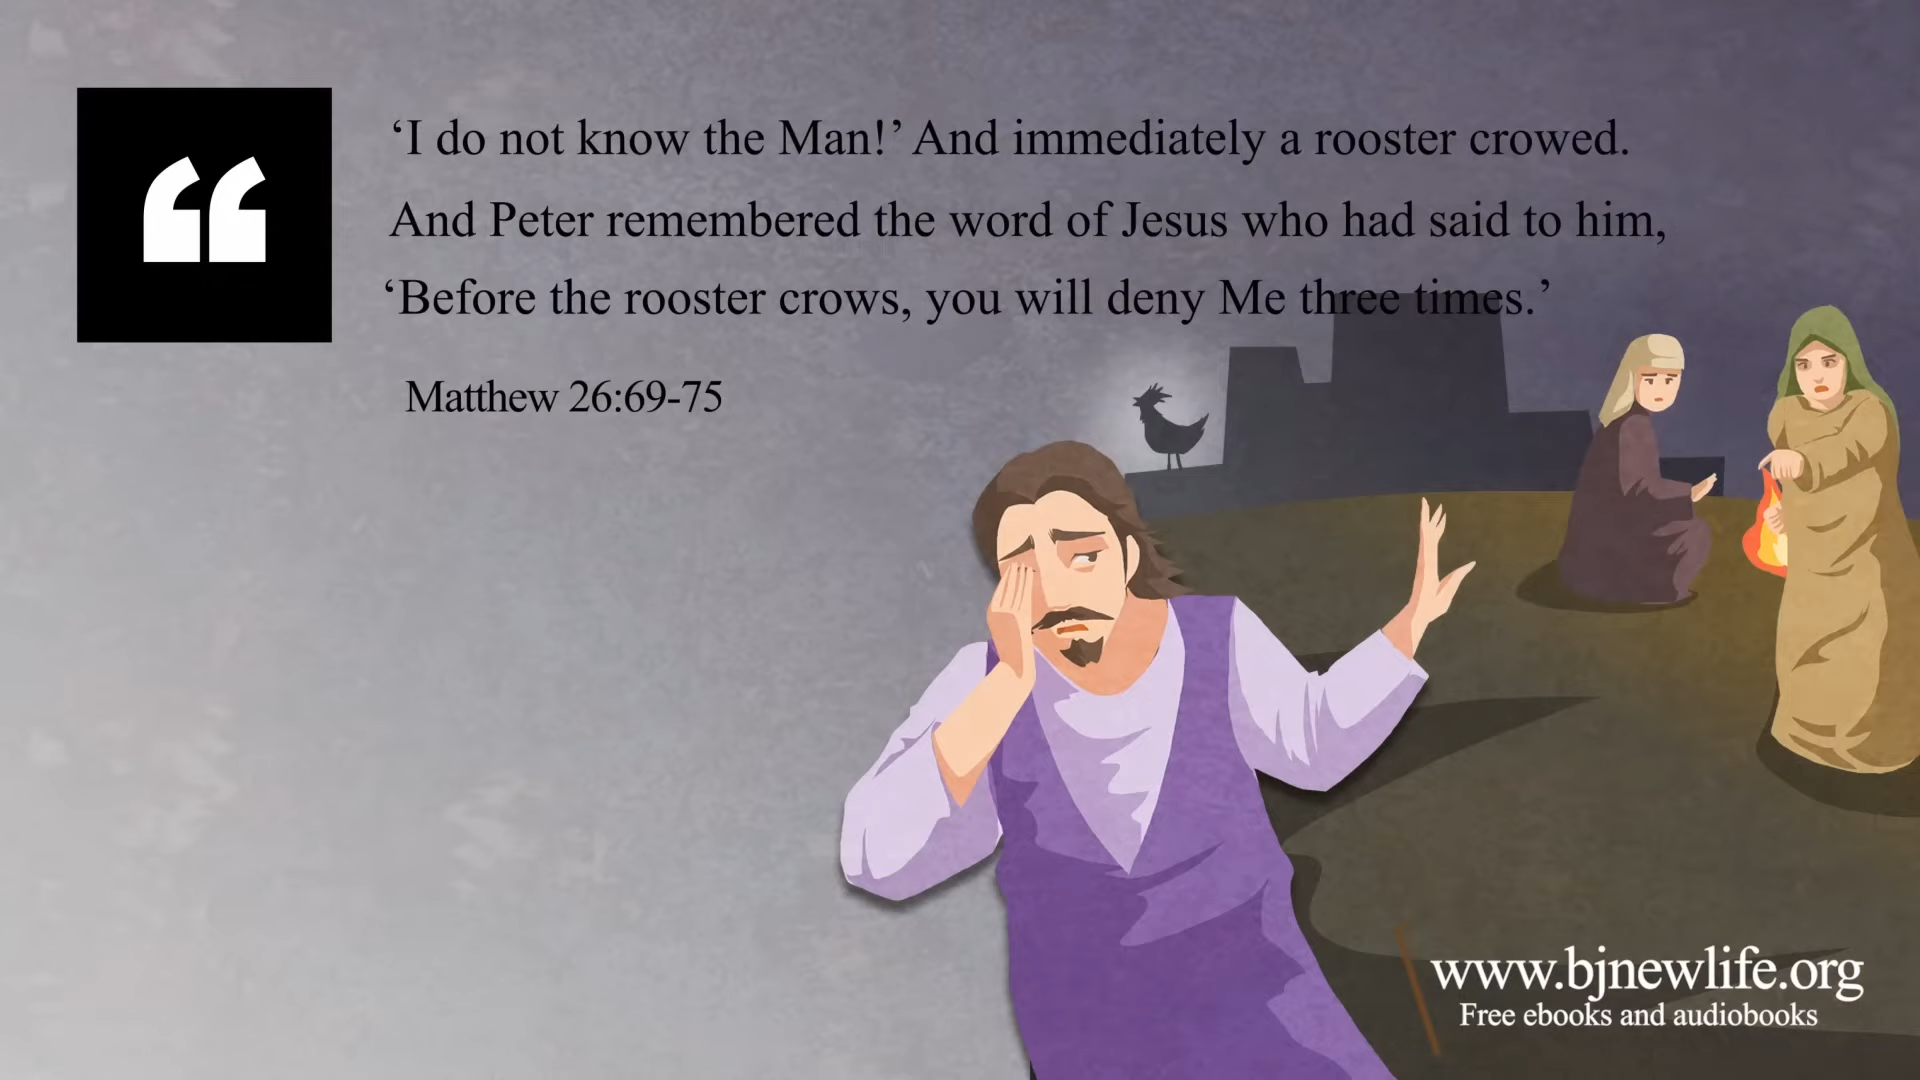 “
‘I do not know the Man!’ And immediately a rooster crowed.
And Peter remembered the word of Jesus who had said to him,
‘Before the rooster crows, you will deny Me three times.’
Matthew 26:69-75
www.bjnewlife.org
Free ebooks and audiobooks